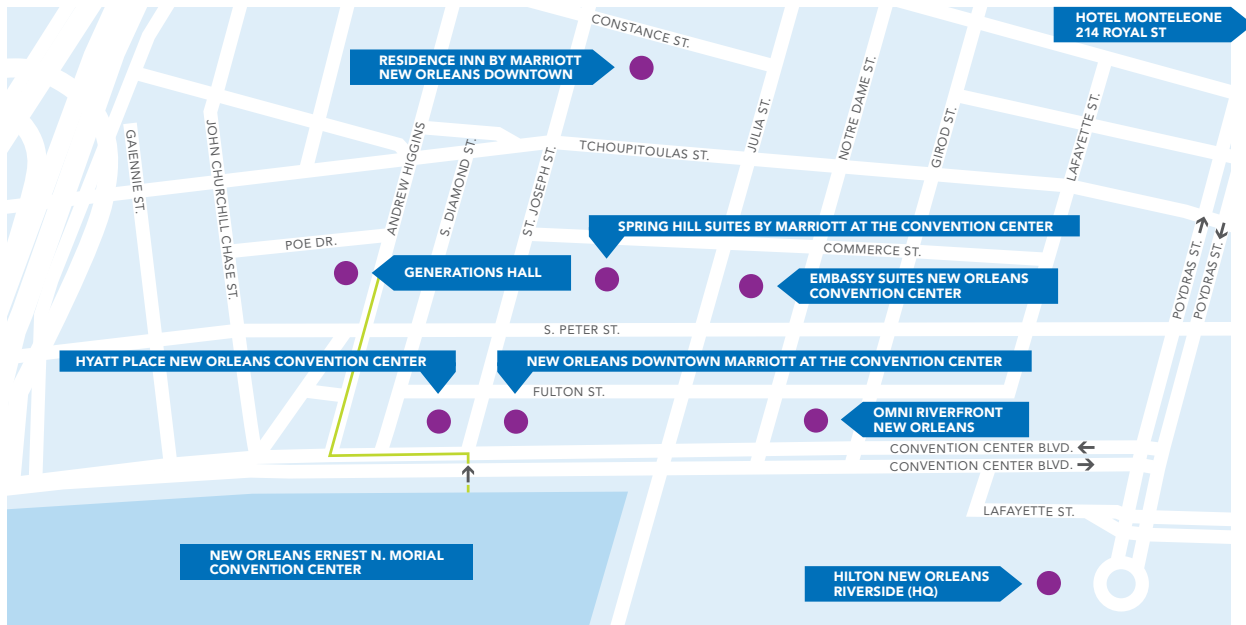 HOTEL MONTELEONE
214 ROYAL ST
CONSTANCE ST.
RESIDENCE INN BY MARRIOTT
NEW ORLEANS DOWNTOWN
GAIENNIE ST.
JOHN CHURCHILL CHASE ST.
ANDREW HIGGINS
S. DIAMOND ST.
ST. JOSEPH ST.
TCHOUPITOULAS ST.
JULIA ST.
NOTRE DAME ST.
GIROD ST.
LAFAYETTE ST.
POE DR.
SPRING HILL SUITES BY MARRIOTT AT THE CONVENTION CENTER
COMMERCE ST.
GENERATIONS HALL
EMBASSY SUITES NEW ORLEANS
CONVENTION CENTER
POYDRAS ST.
POYDRAS ST.
S. PETER ST.
HYATT PLACE NEW ORLEANS CONVENTION CENTER
NEW ORLEANS DOWNTOWN MARRIOTT AT THE CONVENTION CENTER
FULTON ST.
OMNI RIVERFRONT
NEW ORLEANS
CONVENTION CENTER BLVD.
CONVENTION CENTER BLVD.
LAFAYETTE ST.
NEW ORLEANS ERNEST N. MORIAL
CONVENTION CENTER
HILTON NEW ORLEANS
RIVERSIDE (HQ)